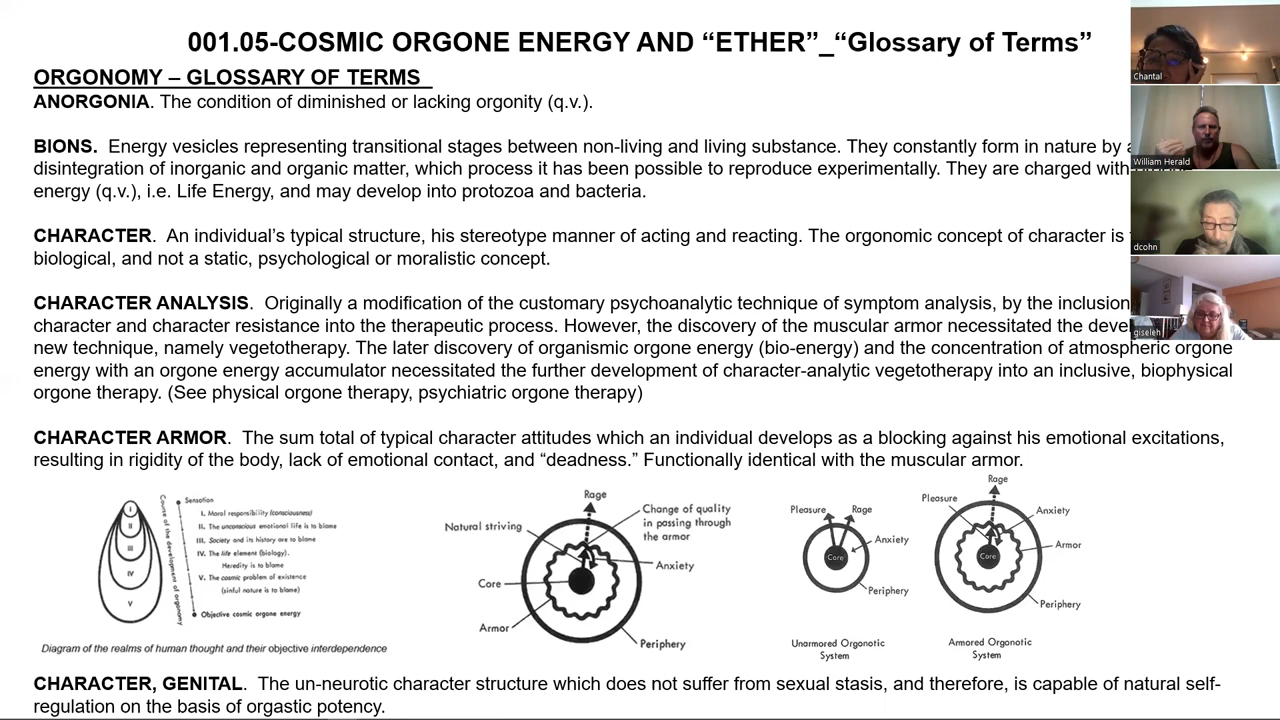 001.05-COSMIC ORGONE ENERGY AND “ETHER”_“Glossary of Terms”
ORGONOMY – GLOSSARY OF TERMS
ANORGONIA. The condition of diminished or lacking orgonity (q.v.).
BIONS. Energy vesicles representing transitional stages between non-living and living substance. They constantly form in nature by
disintegration of inorganic and organic matter, which process it has been possible to reproduce experimentally. They are charged with
energy (q.v.), i.e. Life Energy, and may develop into protozoa and bacteria.
CHARACTER. An individual’s typical structure, his stereotype manner of acting and reacting. The orgonomic concept of character is
biological, and not a static, psychological or moralistic concept.
CHARACTER ANALYSIS. Originally a modification of the customary psychoanalytic technique of symptom analysis, by the inclusion
character and character resistance into the therapeutic process. However, the discovery of the muscular armor necessitated the
new technique, namely vegetotherapy. The later discovery of organismic orgone energy (bio-energy) and the concentration of atmospheric orgone
energy with an orgone energy accumulator necessitated the further development of character-analytic vegetotherapy into an inclusive, biophysical
orgone therapy. (See physical orgone therapy, psychiatric orgone therapy)
CHARACTER ARMOR. The sum total of typical character attitudes which an individual develops as a blocking against his emotional excitations,
resulting in rigidity of the body, lack of emotional contact, and “deadness.” Functionally identical with the muscular armor.
I
II
III
IV
V
Course of the development of orgonomy
Sensation
I. Moral responsibility (consciousness)
II. The unconscious emotional life is to blame
III. Society and its history are to blame
IV. The life element (biology).
Heredity is to blame
V. The cosmic problem of existence
(sinful nature is to blame)
Objective cosmic orgone energy
Diagram of the realms of human thought and their objective interdependence
Rage
Natural striving
Change of quality
in passing through
the armor
Anxiety
Core
Armor
Periphery
Pleasure
Rage
Anxiety
Core
Periphery
Unarmored Orgonotic
System
Rage
Pleasure
Anxiety
Armor
Core
Periphery
Armored Orgonotic
System
CHARACTER, GENITAL. The un-neurotic character structure which does not suffer from sexual stasis, and therefore, is capable of natural self-
regulation on the basis of orgastic potency.
Chantal
William Herald
dcohn
giseleh